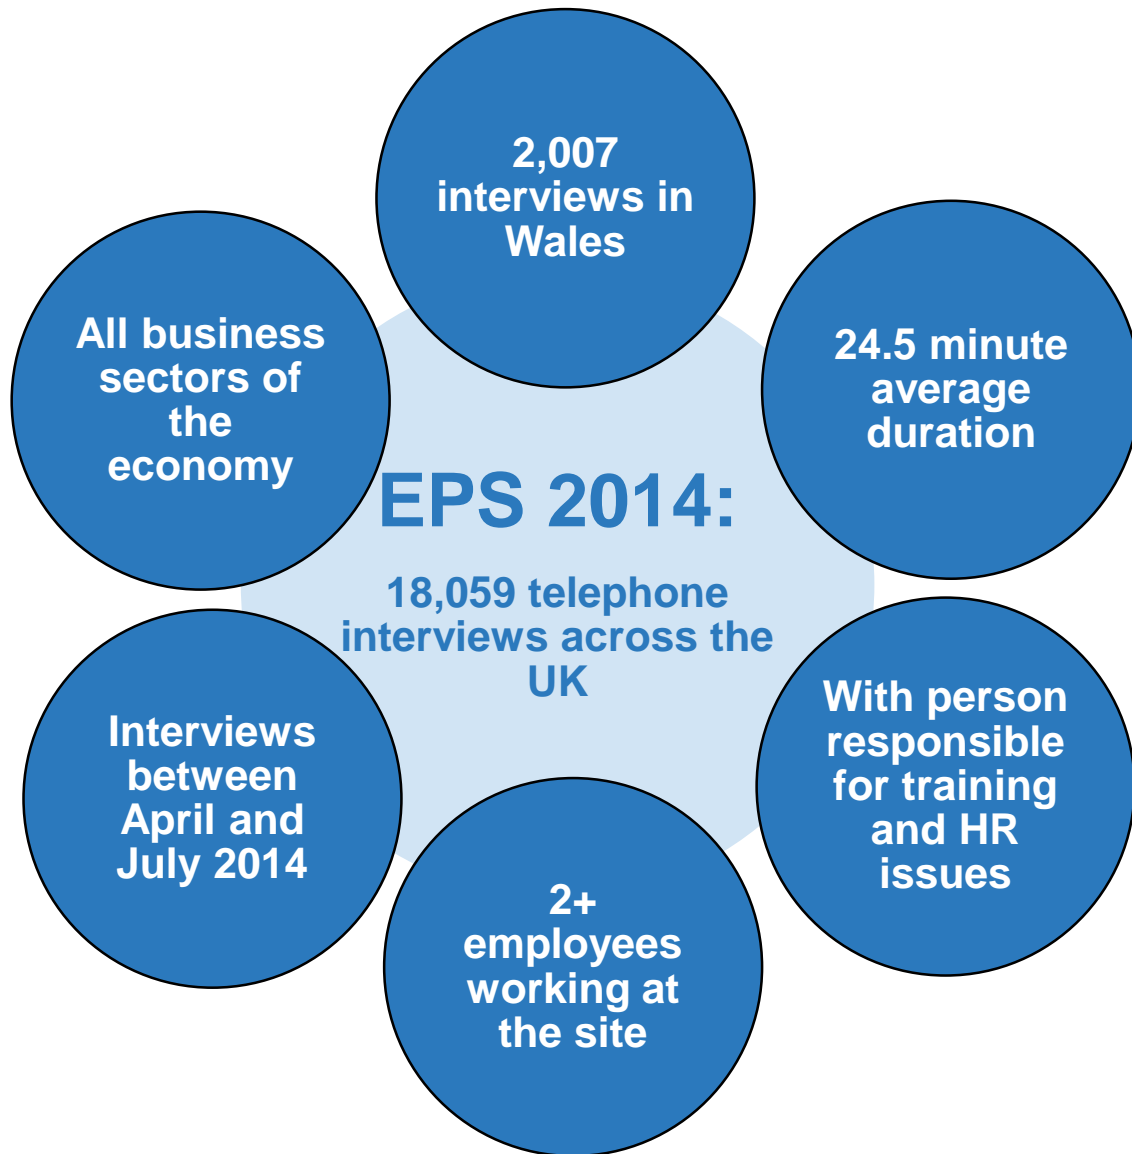 2,007
interviews in
Wales
24.5 minute
average
duration
With person
responsible
for training
and HR
issues
2+
employees
working at
the site
Interviews
between
April and
July 2014
All business
sectors of
the
economy
EPS 2014:
18,059 telephone
interviews across the
UK